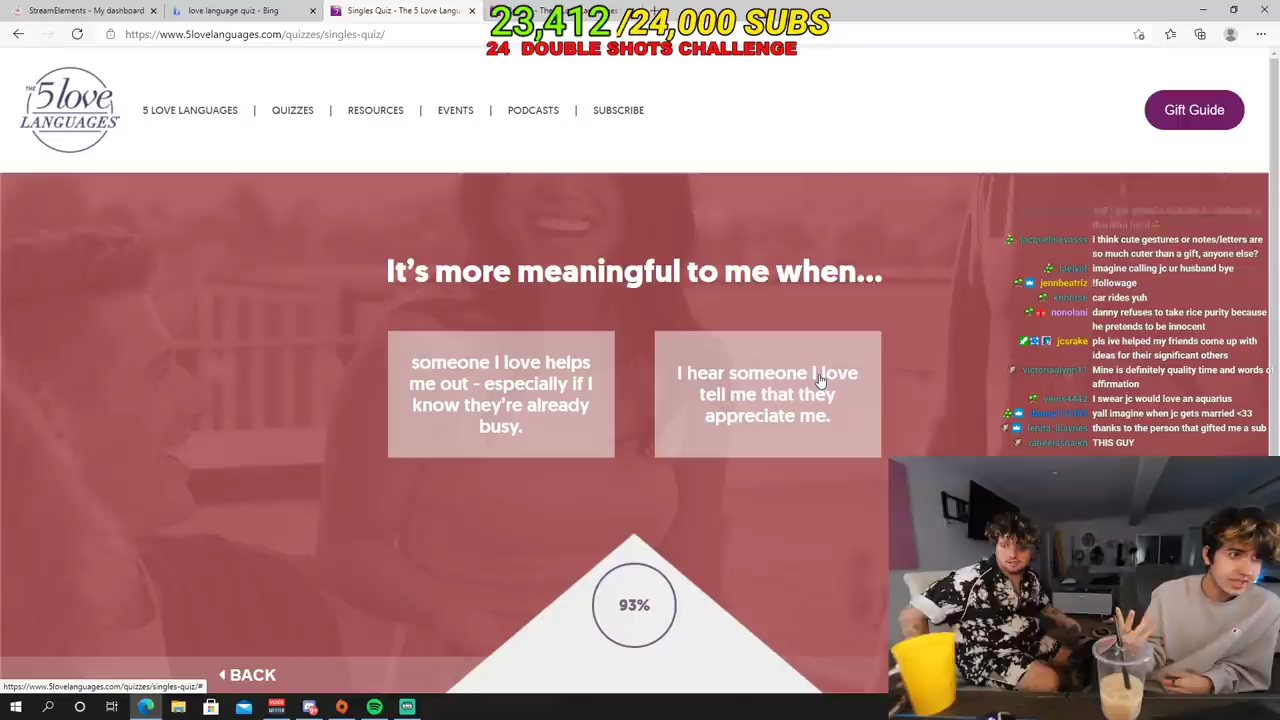 StreamElements - My dashboard
love language quiz - Bing
Singles Quiz - The 5 Love Langu
23,412/24,000 SUBS
24 DOUBLE SHOTS CHALLENGE
https://www.5lovelanguages.com/quizzes/singles-quiz/
THE 5 love LANGUAGES
5 LOVE LANGUAGES | QUIZZES | RESOURCES | EVENTS | PODCASTS | SUBSCRIBE
Gift Guide
It's more meaningful to me when...
someone I love helps
me out - especially if I
know they're already
busy.
I hear someone I love
tell me that they
appreciate me.
93%
BACK
https://www.5lovelanguages.com/quizzes/singles-quiz/#
i think cute gestures or notes/letters are
so much cuter than a gift, anyone else?
imagine calling jc ur husband bye
jennbeatriz !followage
car rides yuh
nonolani danny refuses to take rice purity because
he pretends to be innocent
jcsrake pls ive helped my friends come up with
ideas for their significant others
victoriaalynn11 Mine is definitely quality time and words of
affirmation
I swear jc would love an aquarius
yall imagine when jc gets married <33
thanks to the person that gifted me a sub
THIS GUY